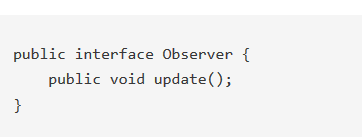 public interface Observer {
    public void update();
}